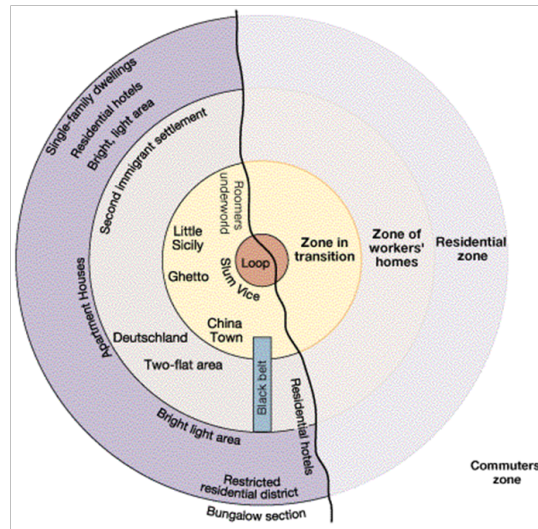 Single-family dwellings
Residential hotels
Bright, light area
Second immigrant settlement
Roomers
underworld
Little
Sicily
Ghetto
Loop
Slum Vice
Zone in
transition
Zone of
workers'
homes
Residential
zone
Apartment Houses
China
Town
Deutschland
Two-flat area
Black belt
Residential hotels
Bright light area
Restricted
residential district
Bungalow section
Commuters
zone